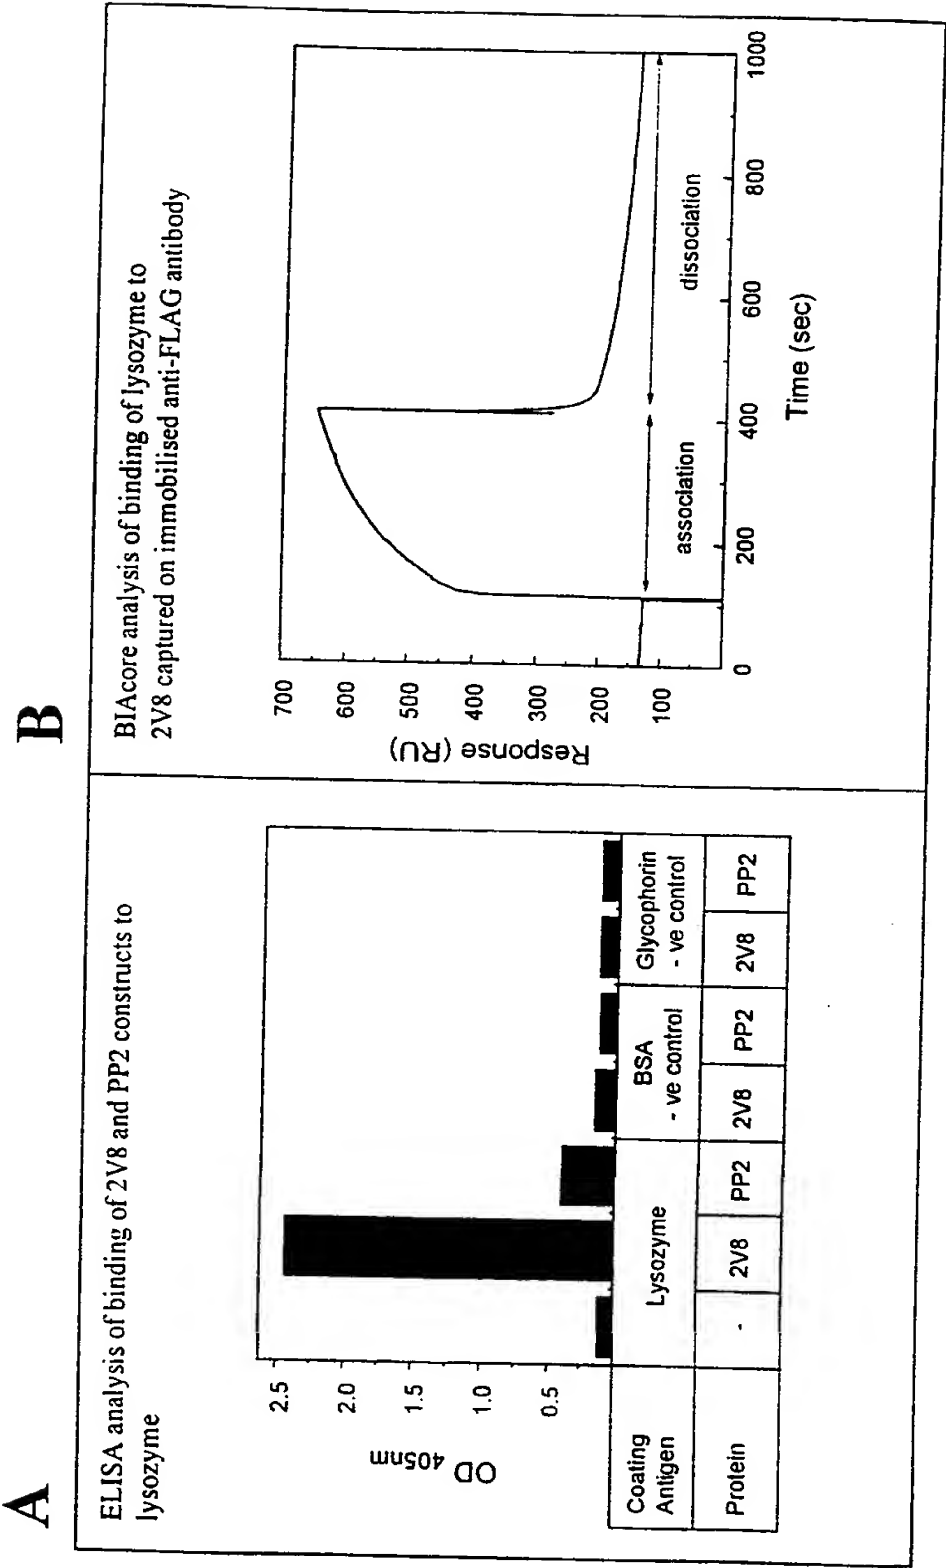 A
ELISA analysis of binding of 2V8 and PP2 constructs to
lysozyme
OD 405nm
2.5
2.0
1.5
1.0
0.5
Coating
Antigen
Lysozyme
BSA
- ve control
Glycophorin
- ve control
Protein
-
2V8
PP2
2V8
PP2
2V8
PP2
B
BIAcore analysis of binding of lysozyme to
2V8 captured on immobilised anti-FLAG antibody
Response (RU)
700
600
500
400
300
200
100
association
dissociation
0
200
400
600
800
1000
Time (sec)